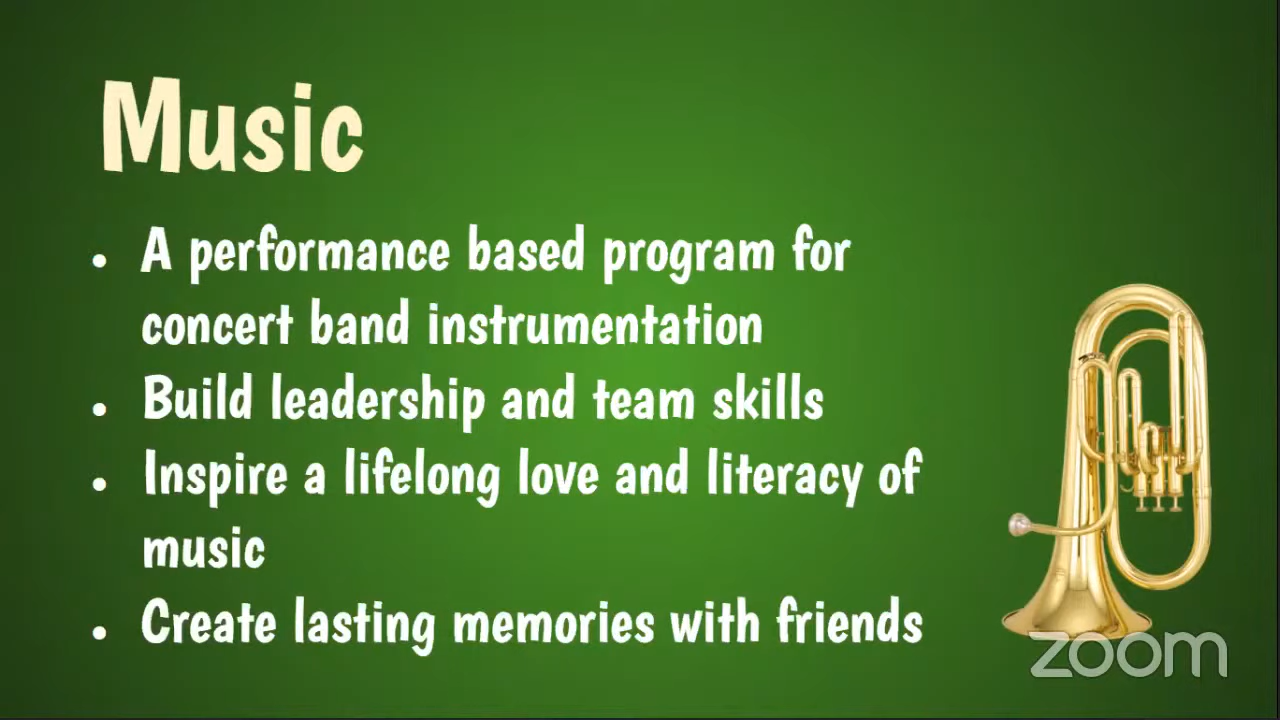 Music
• A performance based program for
concert band instrumentation
• Build leadership and team skills
• Inspire a lifelong love and literacy of
music
• Create lasting memories with friends
zoom